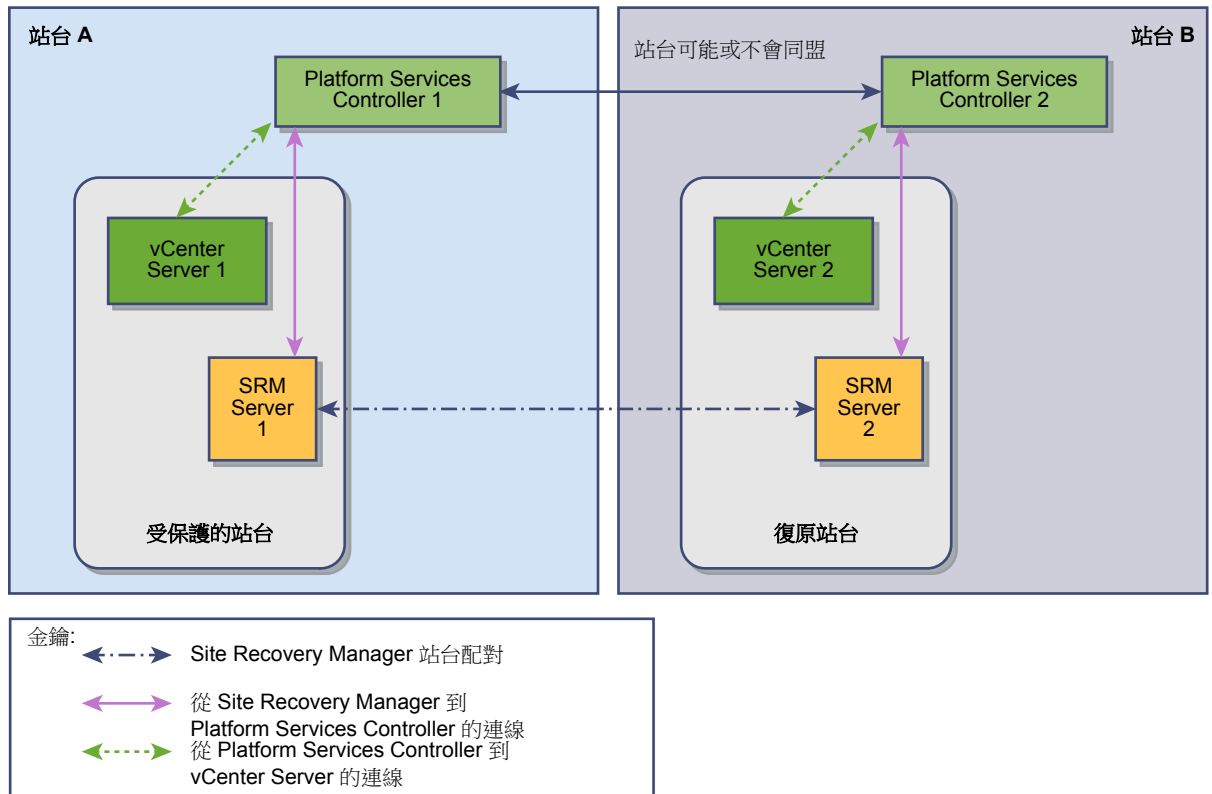 站台 A
Platform Services
Controller 1
vCenter
Server 1
SRM
Server
1
受保護的站台
站台可能或不會同盟
站台 B
Platform Services
Controller 2
vCenter
Server 2
SRM
Server
2
復原站台
金鑰:
Site Recovery Manager 站台配對
從 Site Recovery Manager 到
Platform Services Controller 的連線
從 Platform Services Controller 到
vCenter Server 的連線